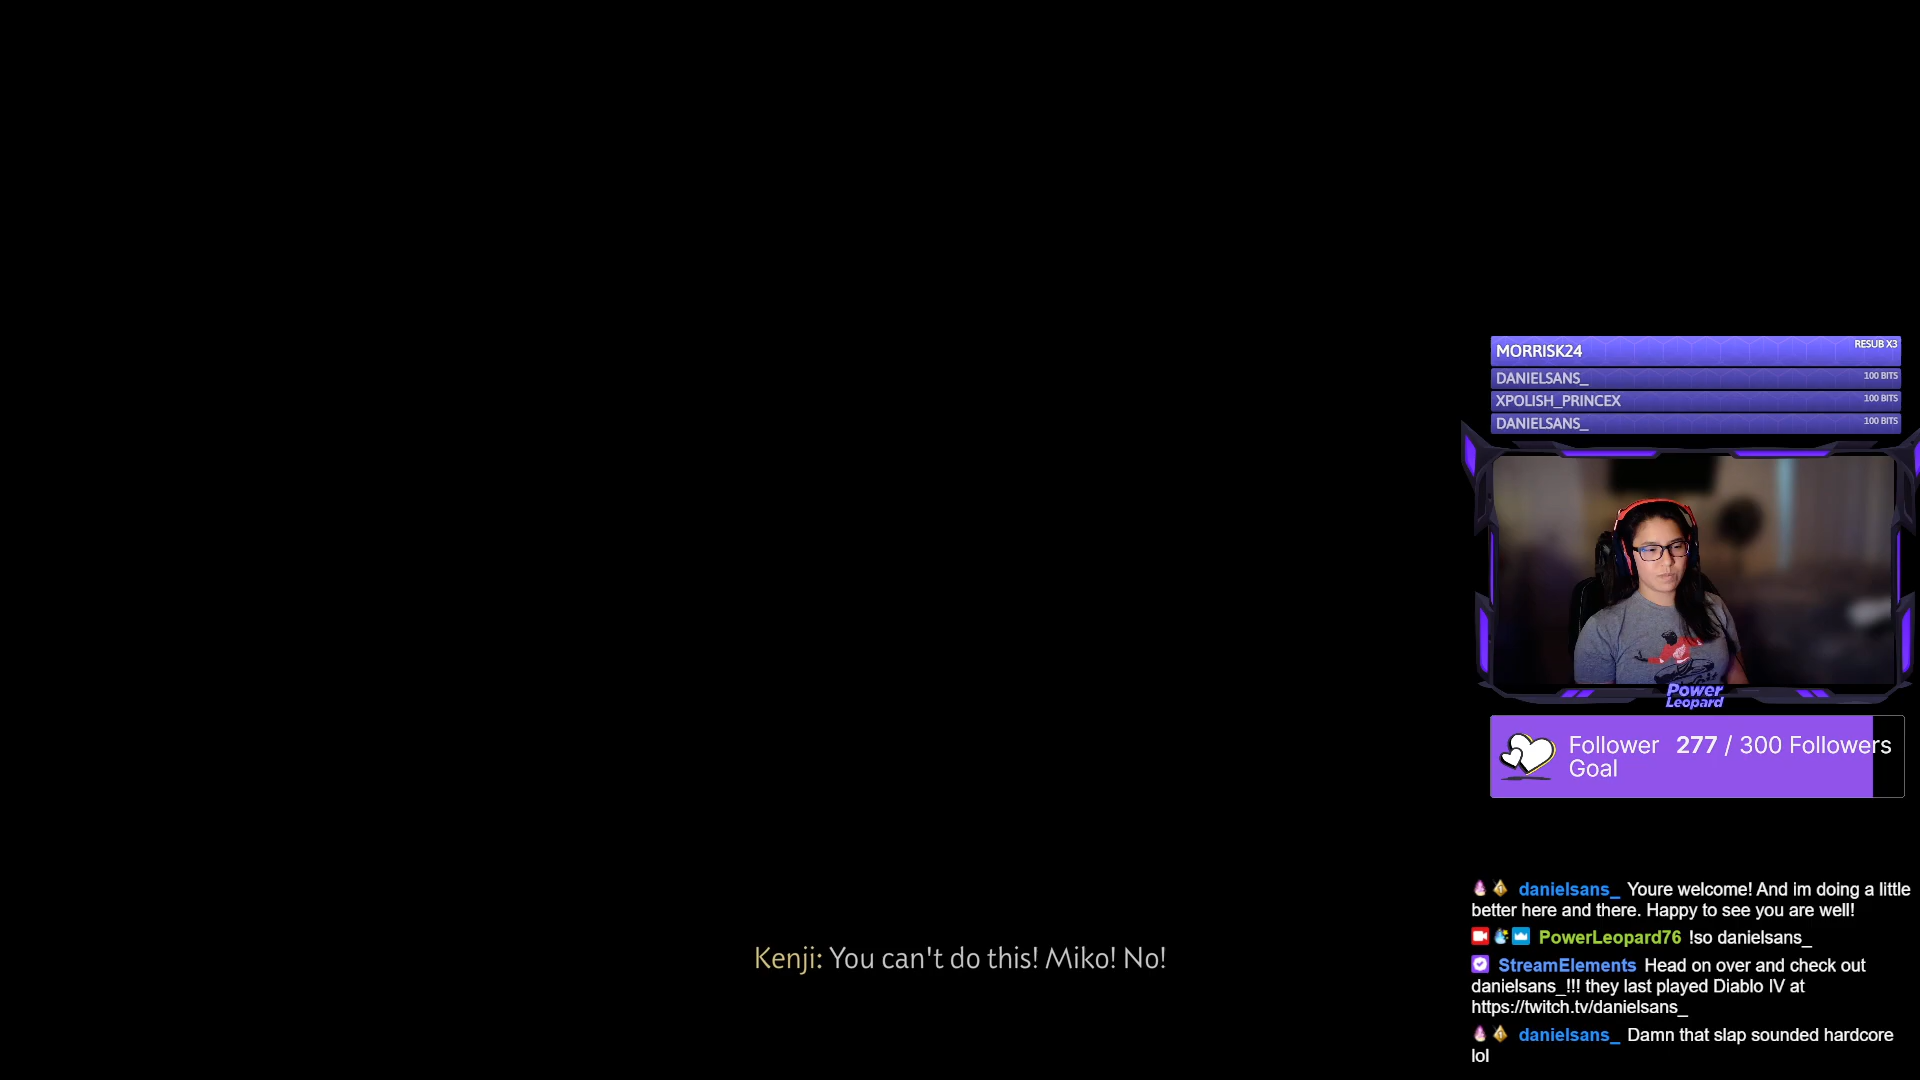 MORRISK24 RESUB X3
DANIELSANS_ 100 BITS
XPOLISH_PRINCEX 100 BITS
DANIELSANS_ 100 BITS
Power
Leopard
Follower 277 / 300 Followers
Goal
Kenji: You can't do this! Miko! No!
danielsans_ Youre welcome! And im doing a little
better here and there. Happy to see you are well!
PowerLeopard76 !so danielsans_
StreamElements Head on over and check out
danielsans_!!! they last played Diablo IV at
https://twitch.tv/danielsans_
danielsans_ Damn that slap sounded hardcore
lol